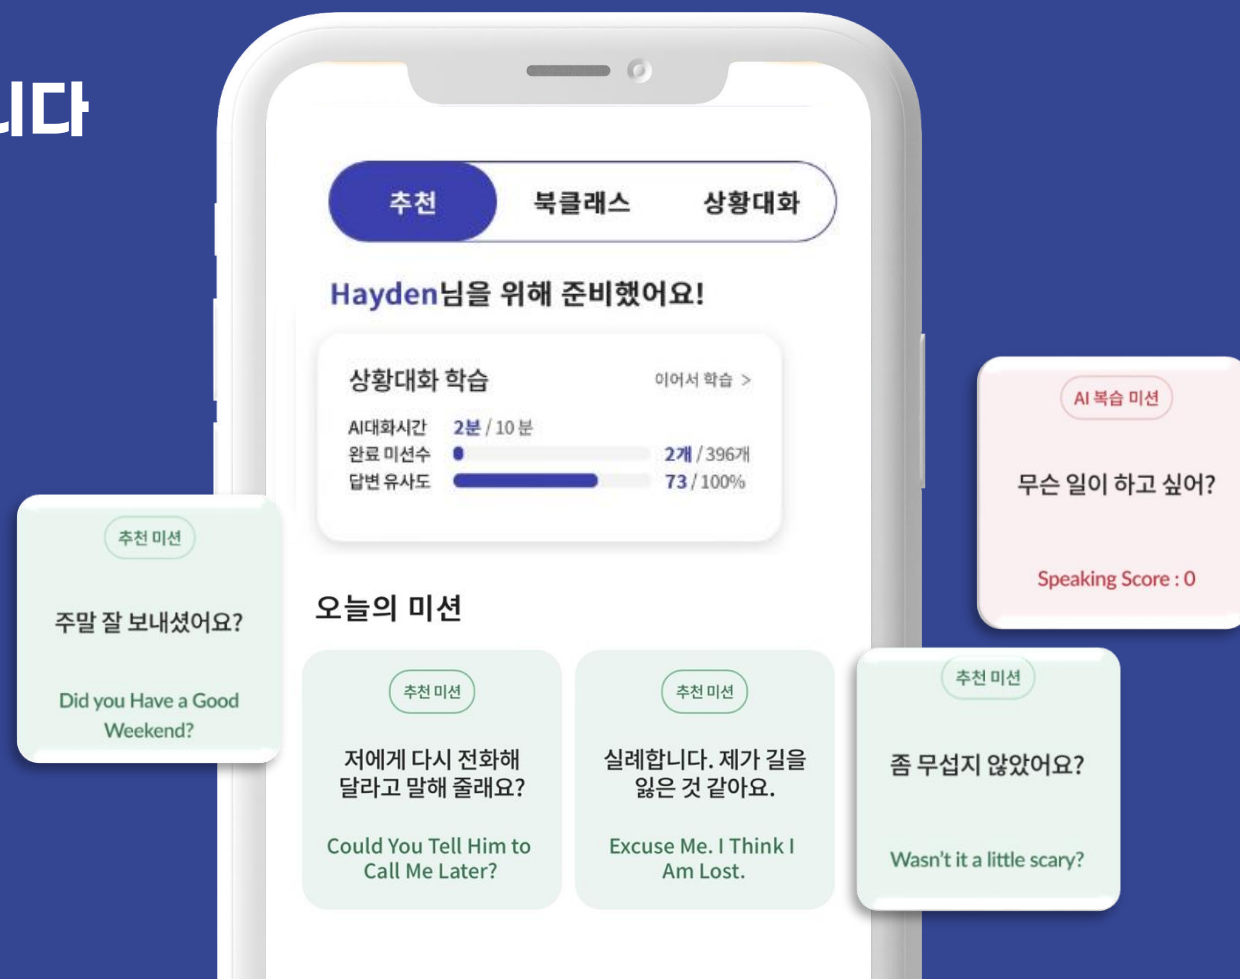 니다
추천 북클래스 상황대화
Hayden님을 위해 준비했어요!
상황대화 학습 이어서 학습 >
AI대화시간 2분 / 10 분
완료 미션수 2개 / 396개
답변 유사도 73 / 100%
추천 미션
주말 잘 보내셨어요?
Did you Have a Good
Weekend?
오늘의 미션
추천 미션
저에게 다시 전화해
달라고 말해 줄래요?
Could You Tell Him to
Call Me Later?
추천 미션
실례합니다. 제가 길을
잃은 것 같아요.
Excuse Me. I Think I
Am Lost.
AI 복습 미션
무슨 일이 하고 싶어?
Speaking Score : 0
추천 미션
좀 무섭지 않았어요?
Wasn't it a little scary?